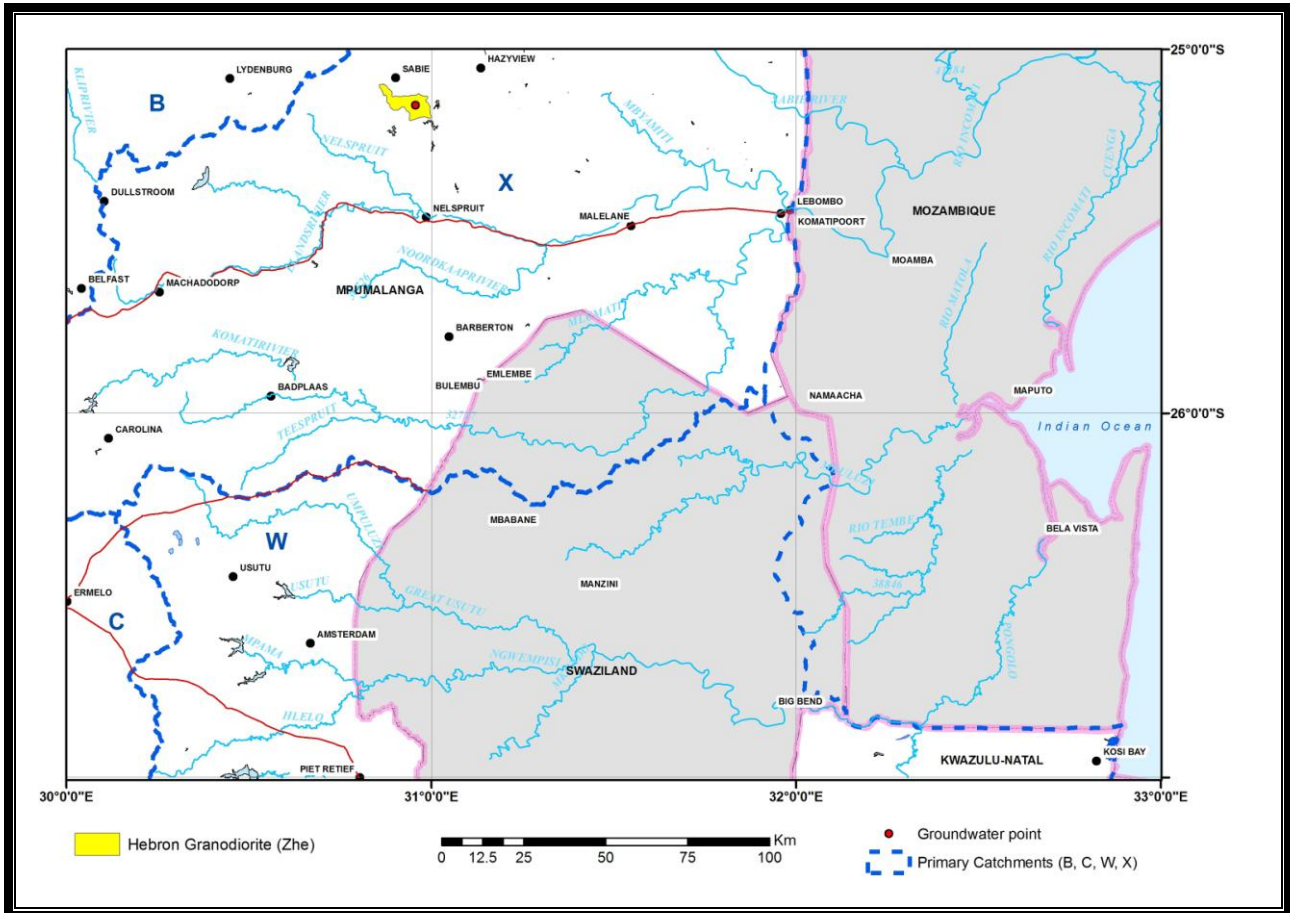 25°0'0"S
HAZYVIEW
LYDENBURG
SABIE
KLIPRIVIER
B
SABIE RIVER
MBYAMITI
RIO INCOMATI
CUENGA
NELSPRUIT
X
DULLSTROOM
LEBOMBO
NELSPRUIT
MALELANE
KOMATIPOORT
MOZAMBIQUE
ELANDSRIVIER
RIO INCOMATI
MOAMBA
NOORDKAAPRIVIER
RIO MATOLA
BELFAST
MACHADODORP
MPUMALANGA
MLUMATI
KOMATIRIVIER
BARBERTON
EMLEMBE
BULEMBU
BADPLAAS
NAMAACHA
MAPUTO
TEESPRUIT
26°0'0"S
CAROLINA
Indian Ocean
MBABANE
UMPULUZI
RIO TEMBE
BELA VISTA
W
USUTU
MANZINI
38846
USUTU
GREAT USUTU
ERMELO
C
AMSTERDAM
MPAMA
NGWEMPISI
SWAZILAND
PONGOLO
BIG BEND
HLELO
KOSI BAY
PIET RETIEF
KWAZULU-NATAL
30°0'0"E
31°0'0"E
32°0'0"E
33°0'0"E
Hebron Granodiorite (Zhe)
Km
0 12.5 25 50 75 100
Groundwater point
Primary Catchments (B, C, W, X)